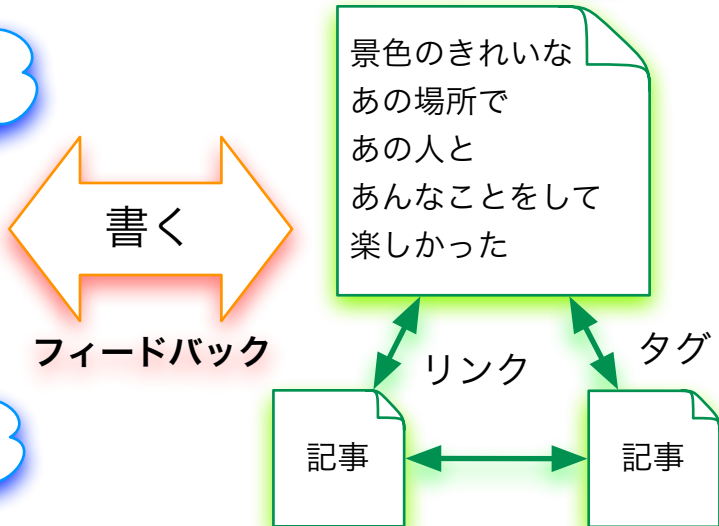 景色のきれいな
あの場所で
あの人と
あんなことをして
楽しかった
書く
フィードバック
リンク
タグ
記事
記事